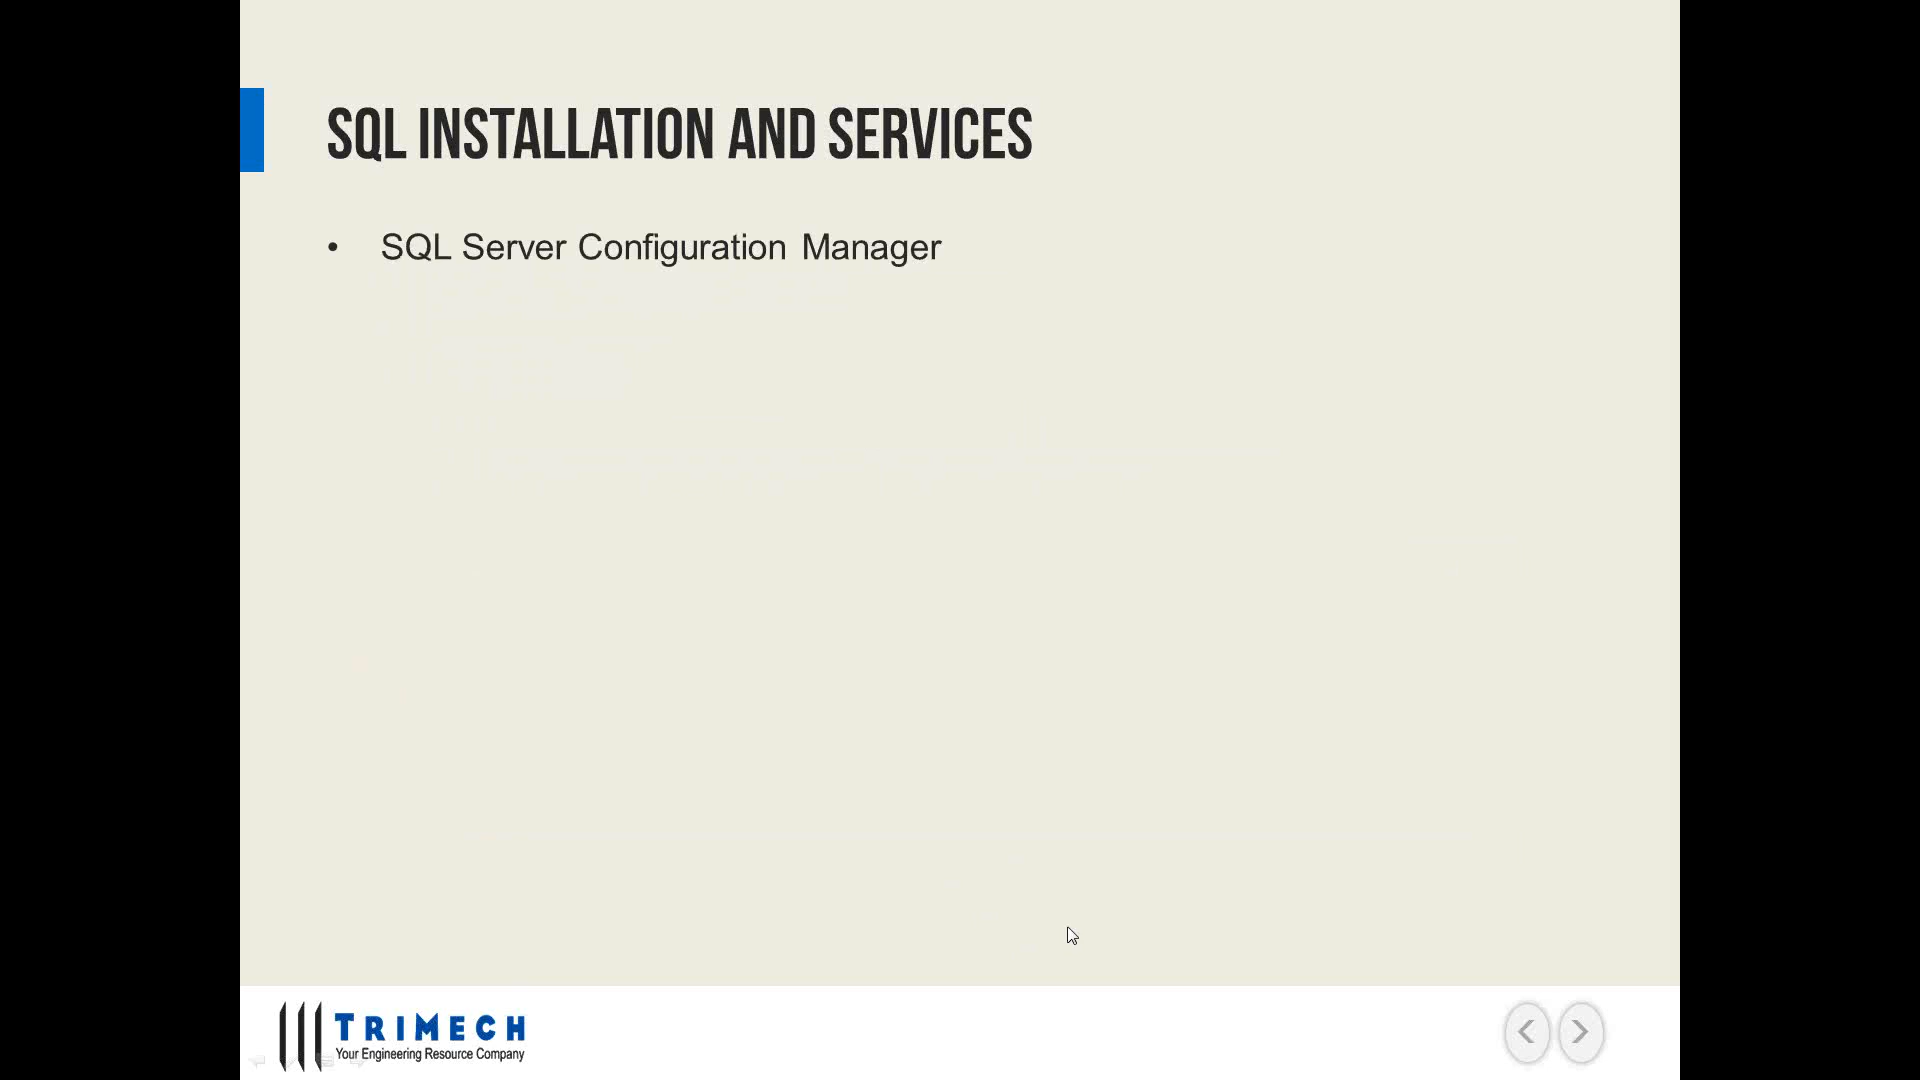 SQL INSTALLATION AND SERVICES
• SQL Server Configuration Manager
TRIMECH
Your Engineering Resource Company